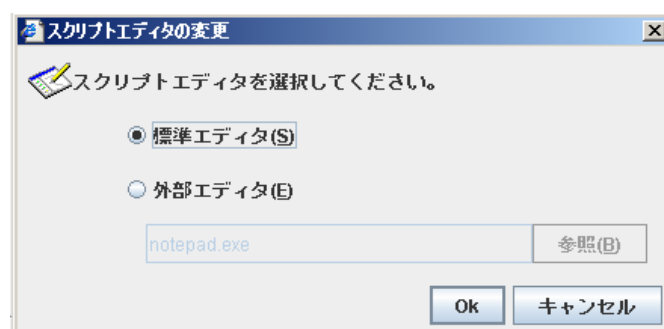 スクリプトエディタの変更
スクリプトエディタを選択してください。
標準エディタ(S)
外部エディタ(E)
notepad.exe 参照(B)
Ok キャンセル